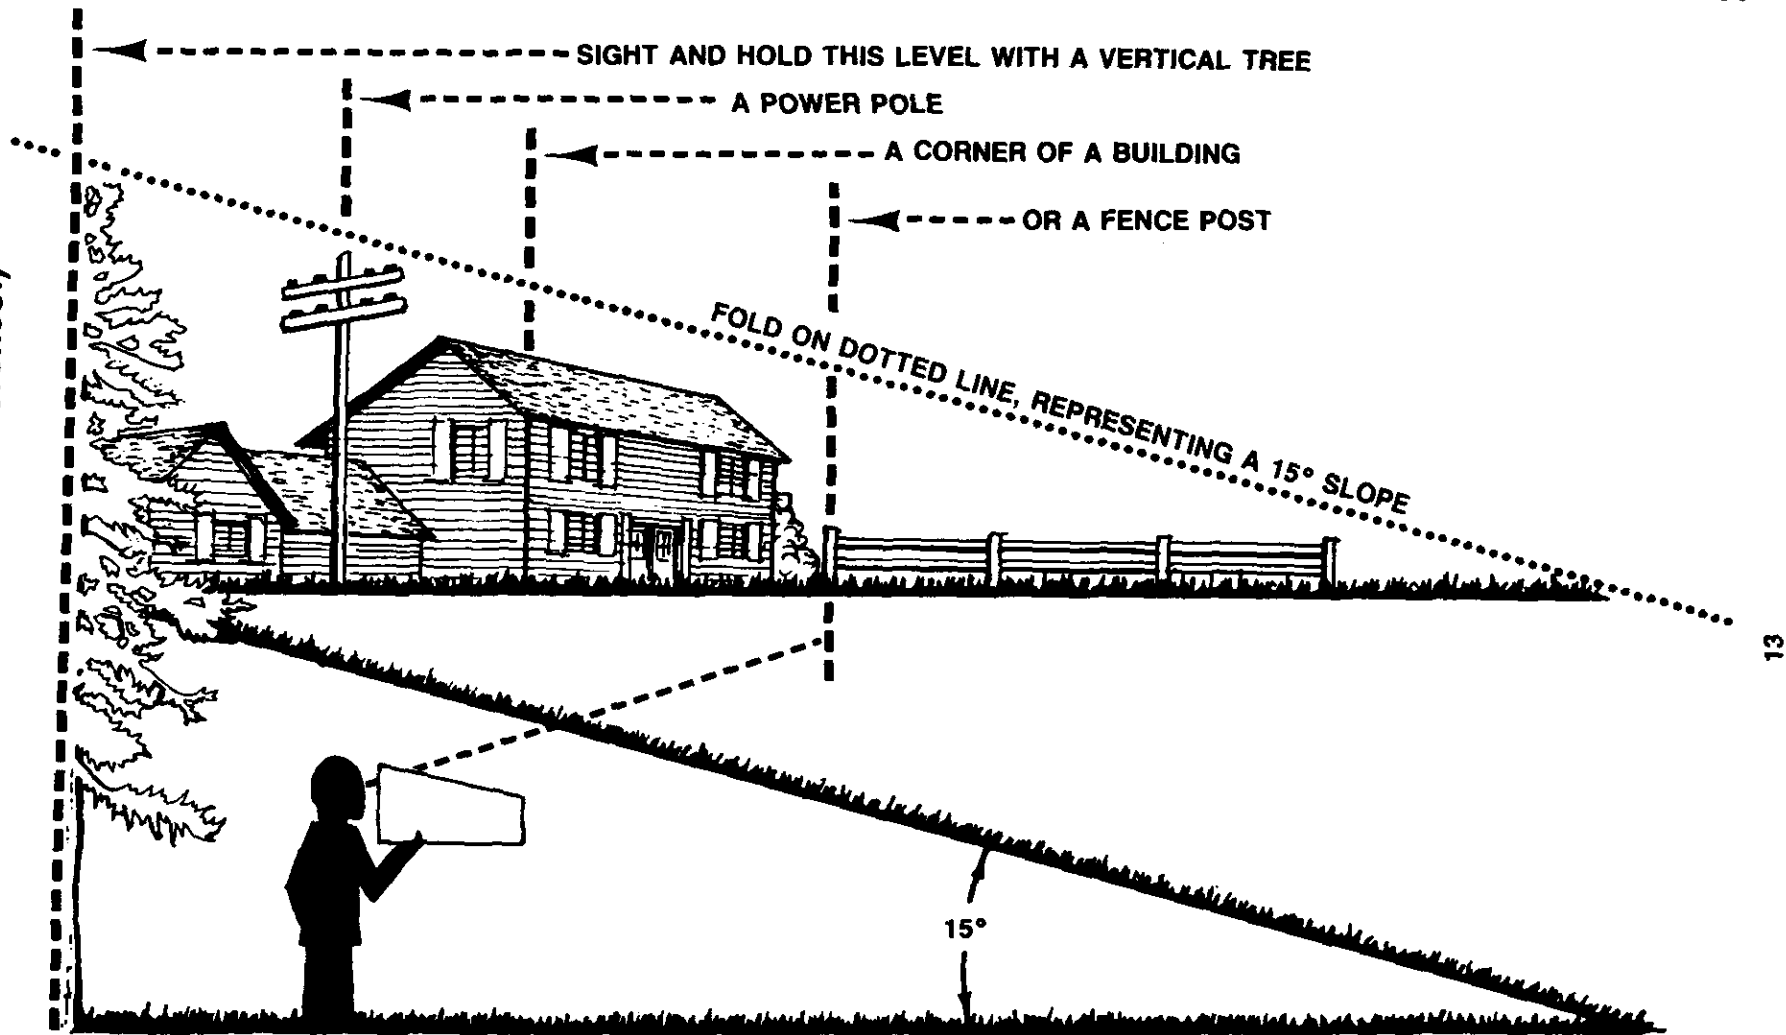 SIGHT AND HOLD THIS LEVEL WITH A VERTICAL TREE
A POWER POLE
A CORNER OF A BUILDING
OR A FENCE POST
FOLD ON DOTTED LINE, REPRESENTING A 15° SLOPE
15°
13